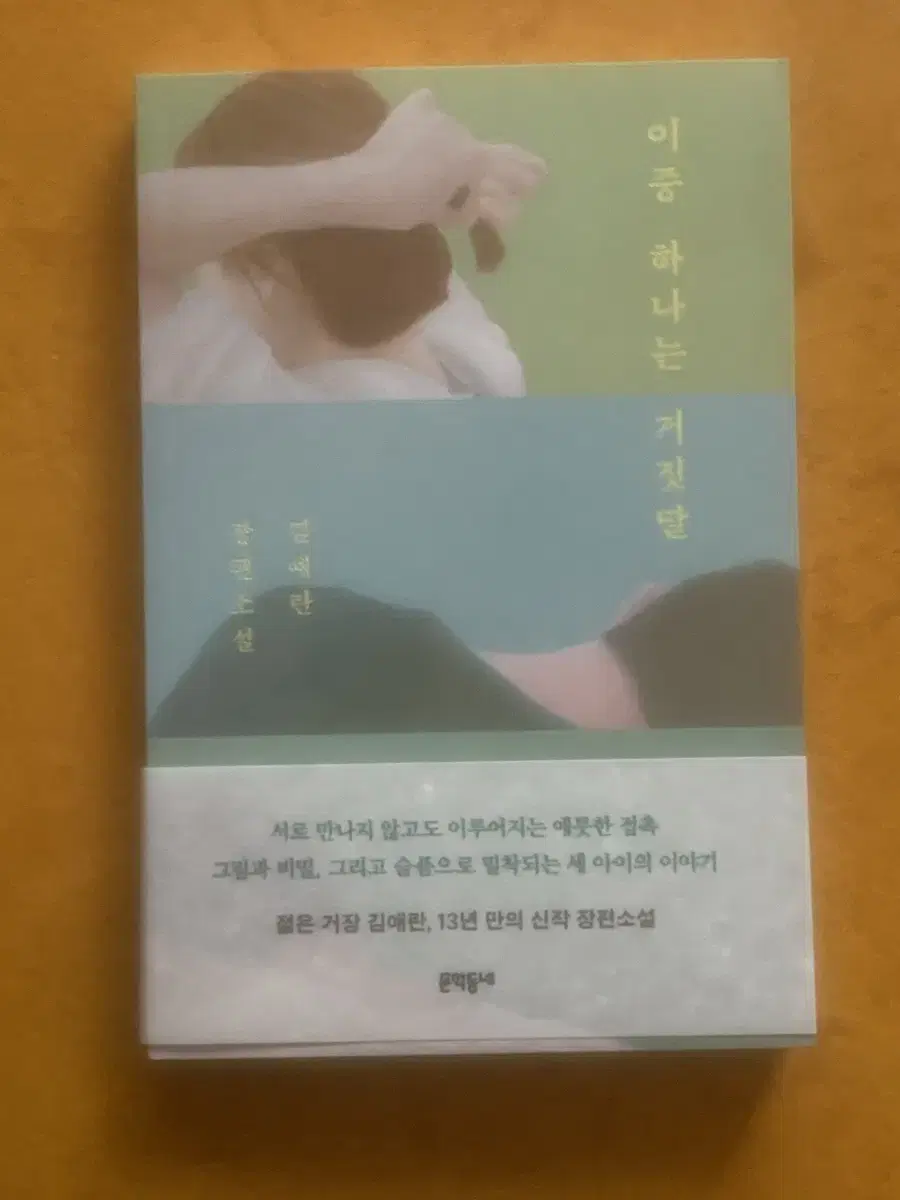 이중 하나는 거짓말
김애란
장편소설
서로 만나지 않고도 이루어지는 애틋한 접촉
그림과 비밀, 그리고 슬픔으로 밀착되는 세 아이의 이야기
젊은 거장 김애란, 13년 만의 신작 장편소설
문학동네